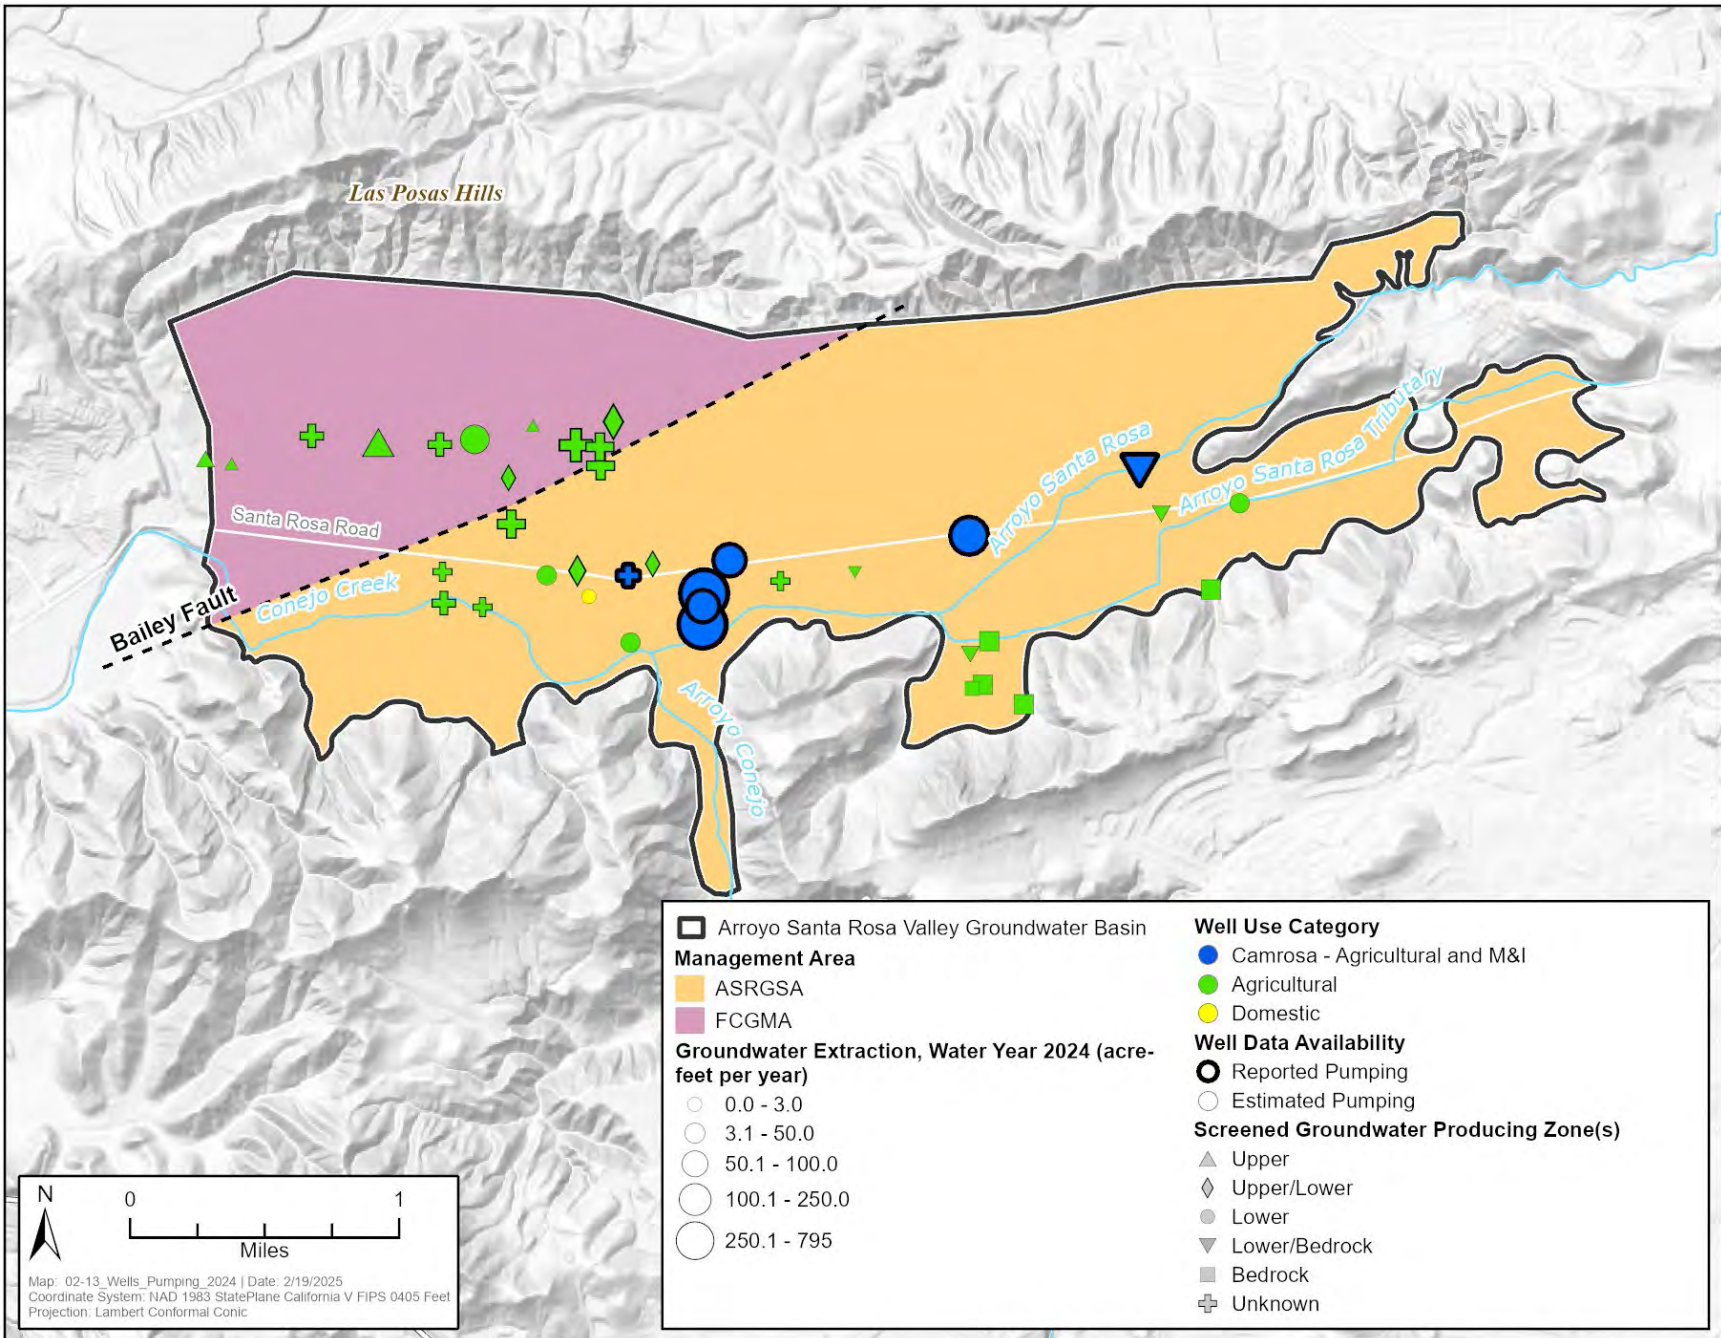 Las Posas Hills
Arroyo Santa Rosa
Arroyo Santa Rosa Tributary
Santa Rosa Road
Conejo Creek
Bailey Fault
Arroyo Conejo
Arroyo Santa Rosa Valley Groundwater Basin
Management Area
ASRGSA
FCGMA
Groundwater Extraction, Water Year 2024 (acre-
feet per year)
0.0 - 3.0
3.1 - 50.0
50.1 - 100.0
100.1 - 250.0
250.1 - 795
Well Use Category
Camrosa - Agricultural and M&I
Agricultural
Domestic
Well Data Availability
Reported Pumping
Estimated Pumping
Screened Groundwater Producing Zone(s)
Upper
Upper/Lower
Lower
Lower/Bedrock
Bedrock
Unknown
N
0 1
Miles
Map: 02-13_Wells_Pumping_2024 | Date: 2/19/2025
Coordinate System: NAD 1983 StatePlane California V FIPS 0405 Feet
Projection: Lambert Conformal Conic